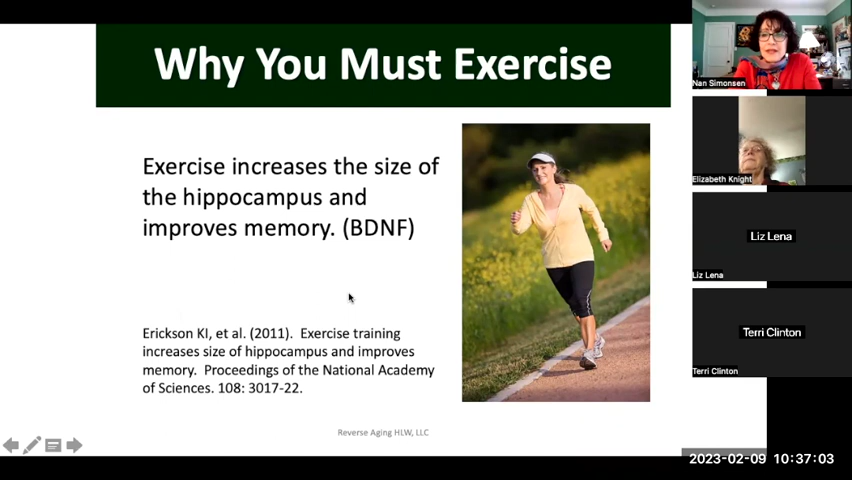 Why You Must Exercise
Exercise increases the size of
the hippocampus and
improves memory. (BDNF)
Erickson KI, et al. (2011). Exercise training
increases size of hippocampus and improves
memory. Proceedings of the National Academy
of Sciences. 108: 3017-22.
Reverse Aging HLW, LLC
Nan Simonsen
Elizabeth Knight
Liz Lena
Liz Lena
Terri Clinton
Terri Clinton
2023-02-09 10:37:03